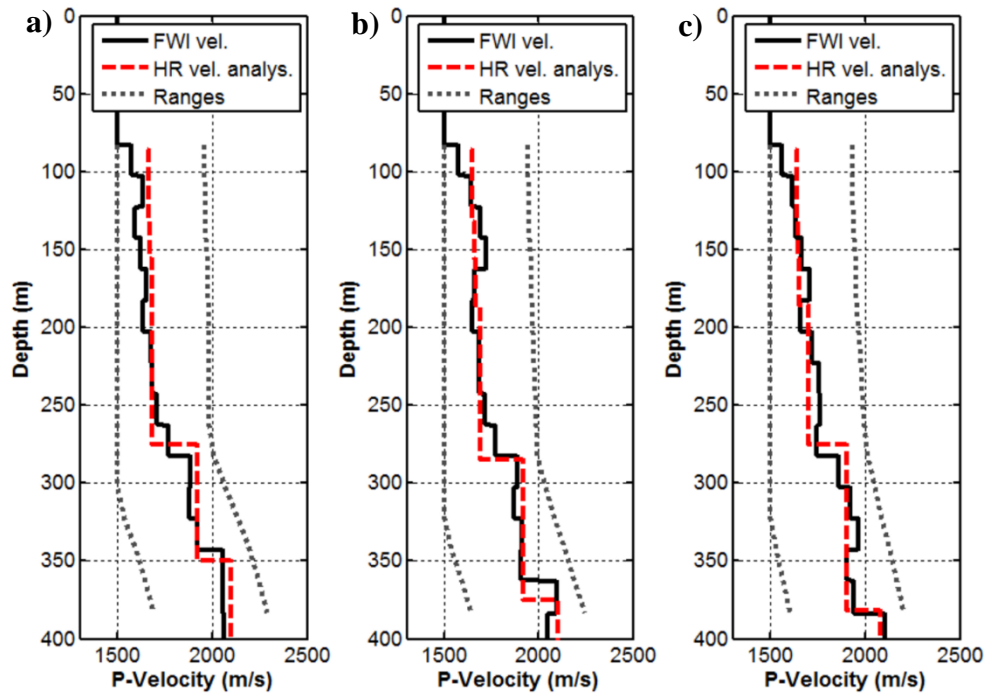 a)
0
50
100
150
200
250
300
350
400
Depth (m)
FWI vel.
HR vel. analys.
Ranges
1500 2000 2500
P-Velocity (m/s)
b)
0
50
100
150
200
250
300
350
400
Depth (m)
FWI vel.
HR vel. analys.
Ranges
1500 2000 2500
P-Velocity (m/s)
c)
0
50
100
150
200
250
300
350
400
Depth (m)
FWI vel.
HR vel. analys.
Ranges
1500 2000 2500
P-Velocity (m/s)